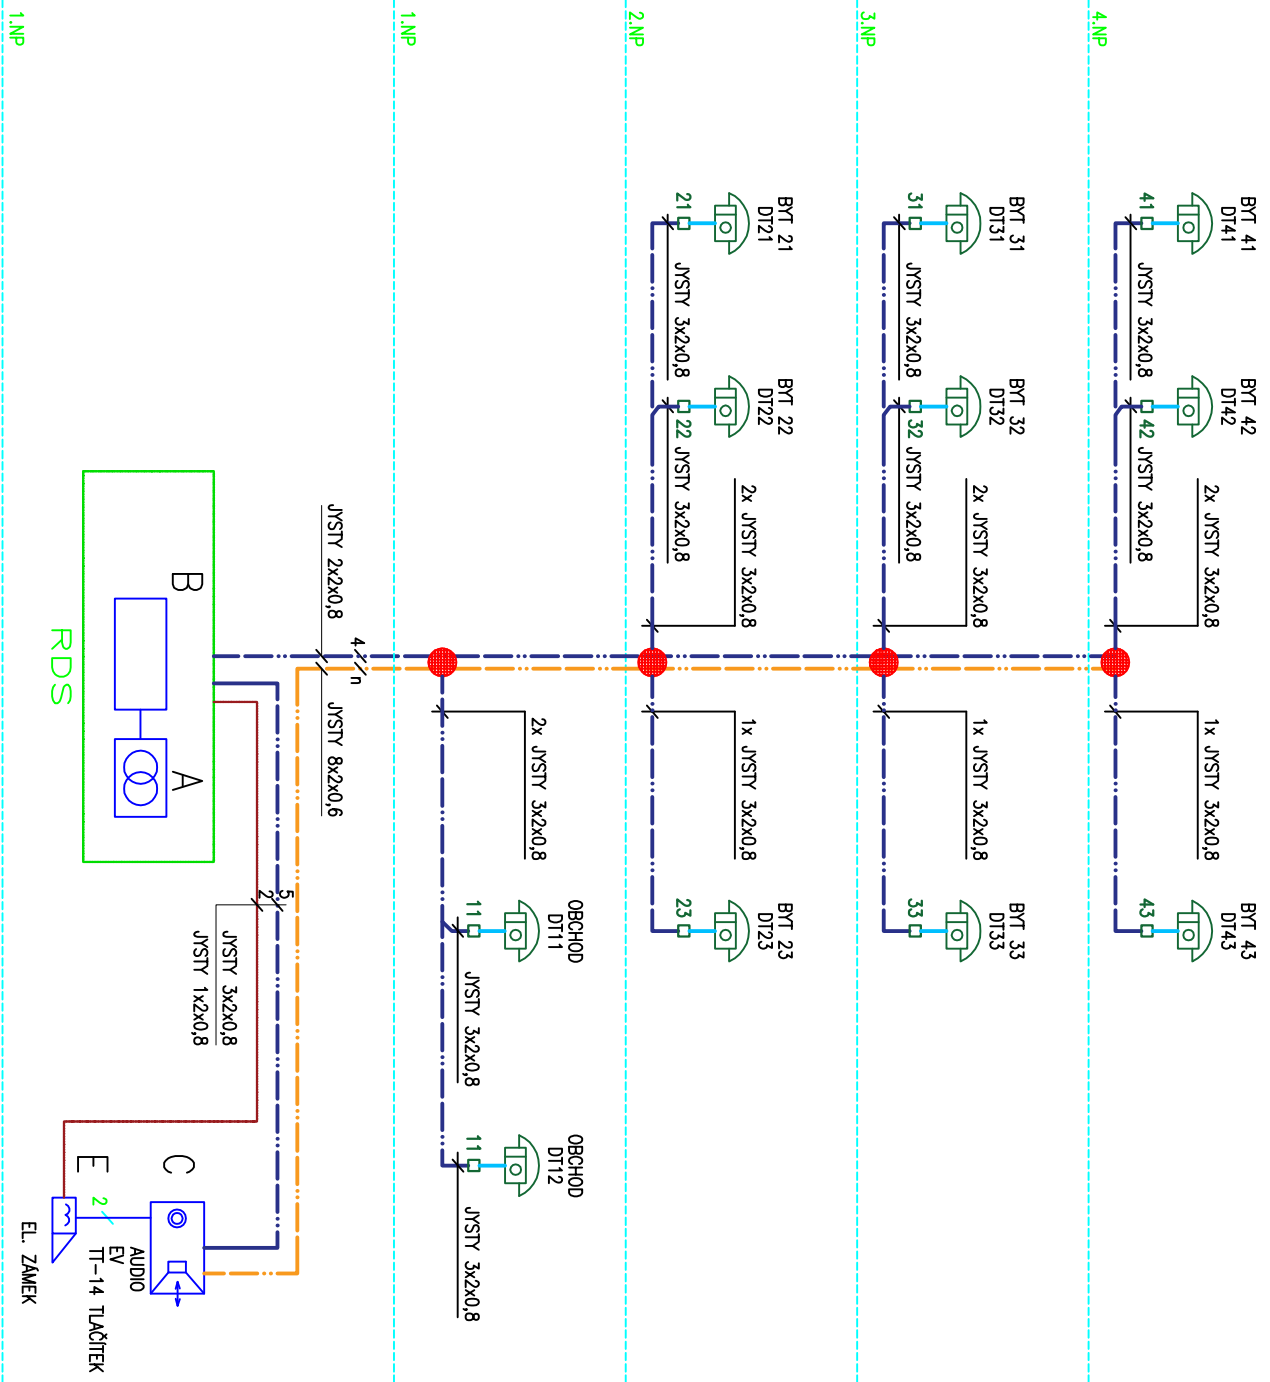 4.NP
BYT 41
DT41
41
JYSTY 3x2x0,8
BYT 42
DT42
42
JYSTY 3x2x0,8
2x JYSTY 3x2x0,8
1x JYSTY 3x2x0,8
BYT 43
DT43
43
3.NP
BYT 31
DT31
31
JYSTY 3x2x0,8
BYT 32
DT32
32
JYSTY 3x2x0,8
2x JYSTY 3x2x0,8
1x JYSTY 3x2x0,8
BYT 33
DT33
33
2.NP
BYT 21
DT21
21
JYSTY 3x2x0,8
BYT 22
DT22
22
JYSTY 3x2x0,8
2x JYSTY 3x2x0,8
1x JYSTY 3x2x0,8
BYT 23
DT23
23
1.NP
2x JYSTY 3x2x0,8
OBCHOD
DT11
11
JYSTY 3x2x0,8
OBCHOD
DT12
11
JYSTY 3x2x0,8
4
n
JYSTY 2x2x0,8
JYSTY 8x2x0,6
B
A
RDS
5
2
JYSTY 3x2x0,8
JYSTY 1x2x0,8
C
E
2
AUDIO
EV
TT-14 TLAČÍTEK
EL. ZÁMEK
1.NP